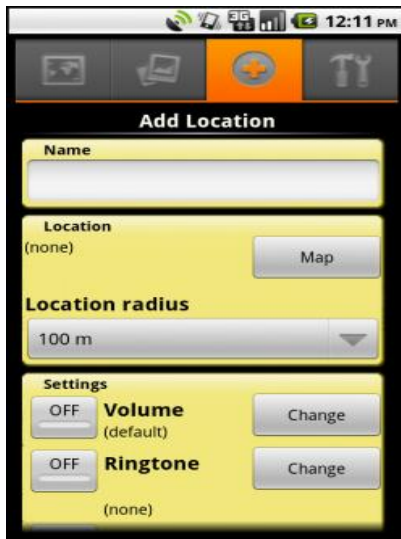 3G 12:11 PM
Add Location
Name
Location
(none)
Map
Location radius
100 m
Settings
OFF Volume Change
(default)
OFF Ringtone Change
(none)